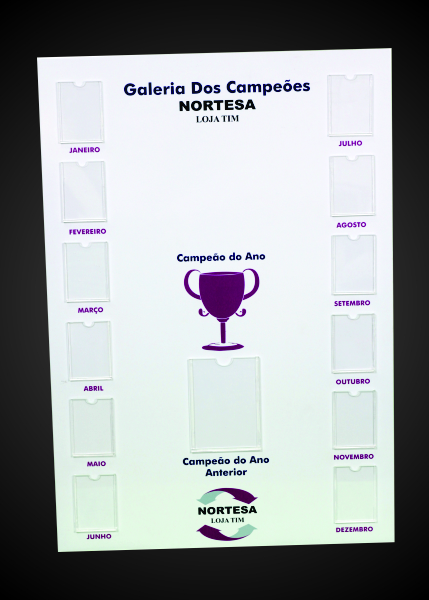 Galeria Dos Campeões
NORTESA
LOJA TIM
JANEIRO
FEVEREIRO
MARÇO
ABRIL
MAIO
JUNHO
Campeão do Ano
Campeão do Ano
Anterior
NORTESA
LOJA TIM
JULHO
AGOSTO
SETEMBRO
OUTUBRO
NOVEMBRO
DEZEMBRO